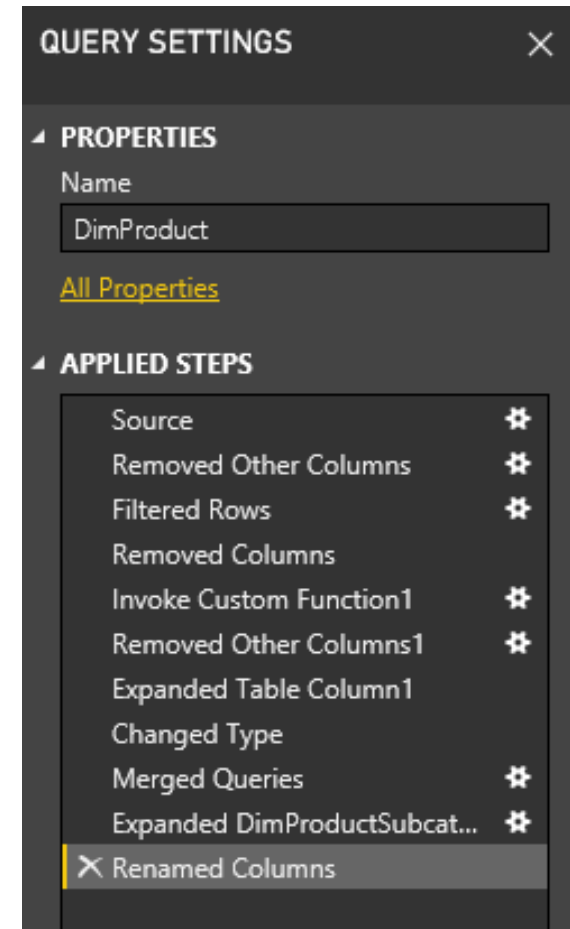 QUERY SETTINGS
PROPERTIES
Name
DimProduct
All Properties
APPLIED STEPS
Source
Removed Other Columns
Filtered Rows
Removed Columns
Invoke Custom Function1
Removed Other Columns1
Expanded Table Column1
Changed Type
Merged Queries
Expanded DimProductSubcat...
Renamed Columns